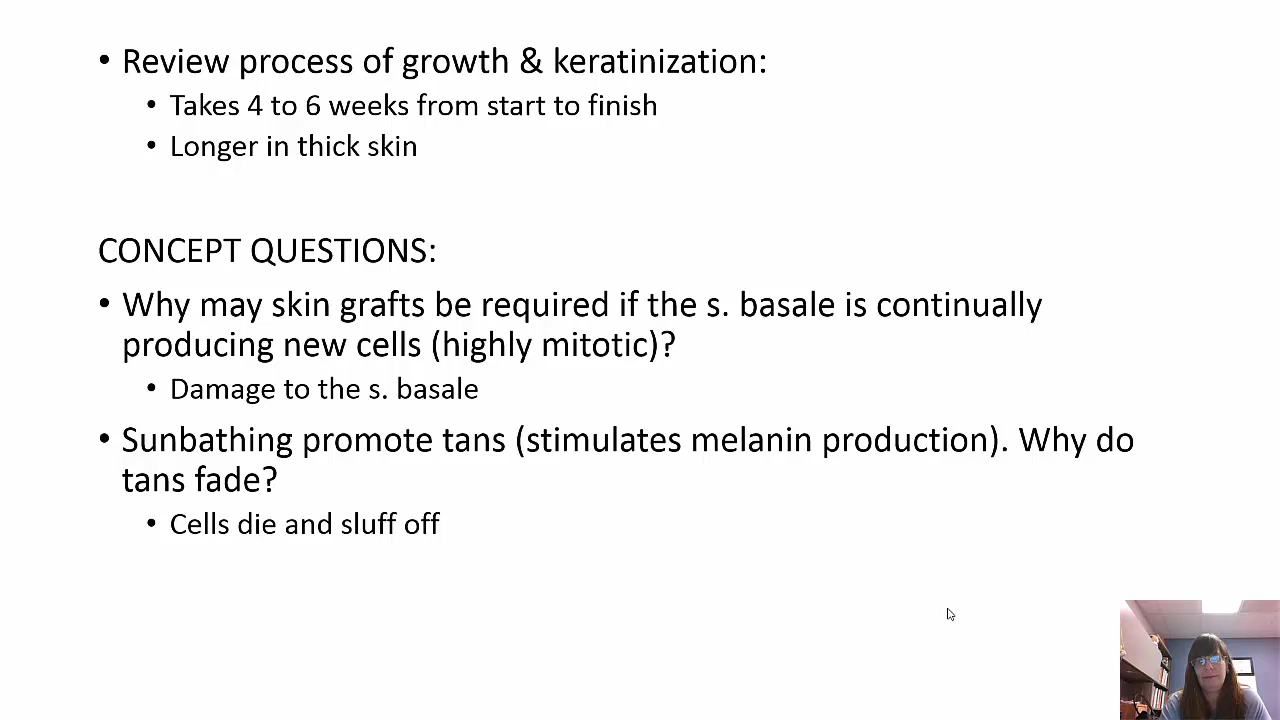 • Review process of growth & keratinization:
• Takes 4 to 6 weeks from start to finish
• Longer in thick skin
CONCEPT QUESTIONS:
• Why may skin grafts be required if the s. basale is continually
producing new cells (highly mitotic)?
• Damage to the s. basale
• Sunbathing promote tans (stimulates melanin production). Why do
tans fade?
• Cells die and sluff off